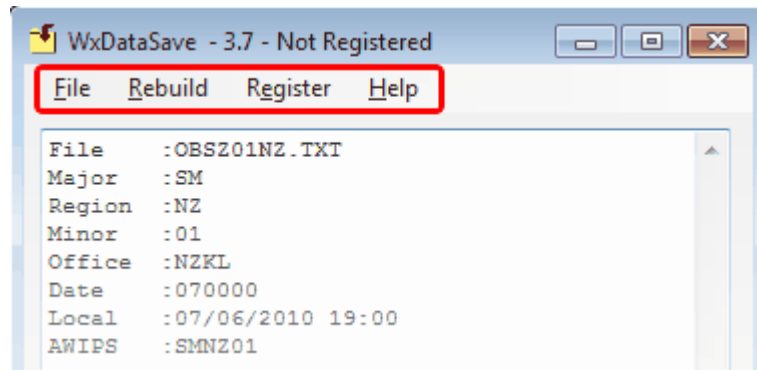 WxDataSave - 3.7 - Not Registered
File Rebuild Register Help
File :OBSZ01NZ.TXT
Major :SM
Region :NZ
Minor :01
Office :NZKL
Date :070000
Local :07/06/2010 19:00
AWIPS :SMNZ01